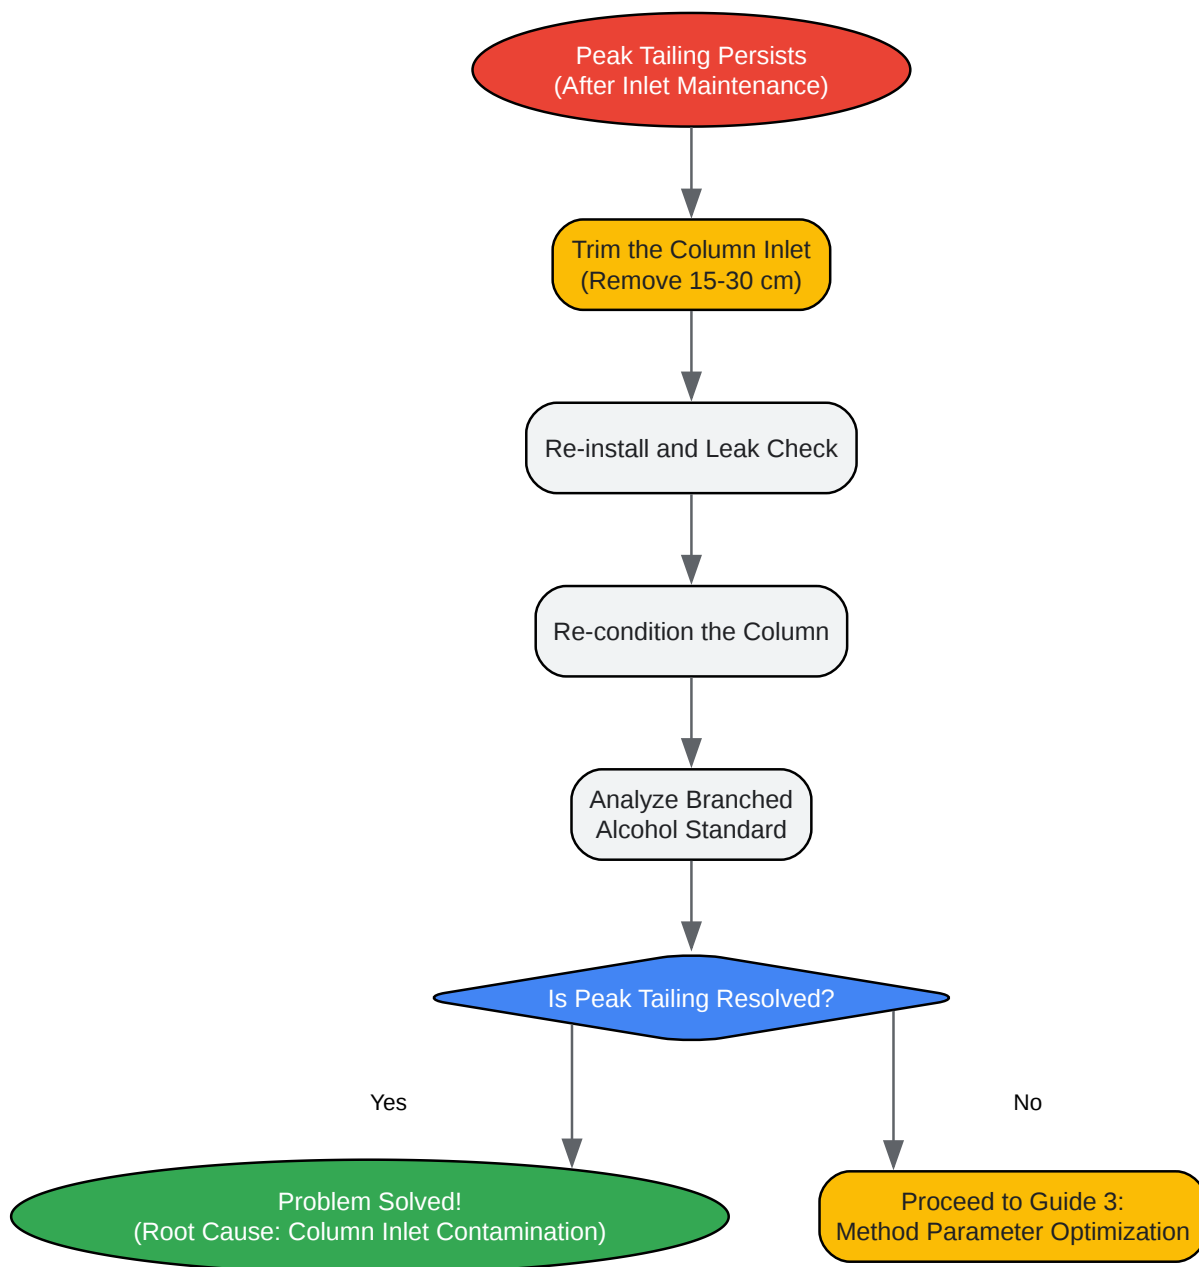 Peak Tailing Persists
(After Inlet Maintenance)
Trim the Column Inlet
(Remove 15-30 cm)
Re-install and Leak Check
Re-condition the Column
Analyze Branched
Alcohol Standard
Is Peak Tailing Resolved?
Yes
No
Problem Solved!
(Root Cause: Column Inlet Contamination)
Proceed to Guide 3:
Method Parameter Optimization